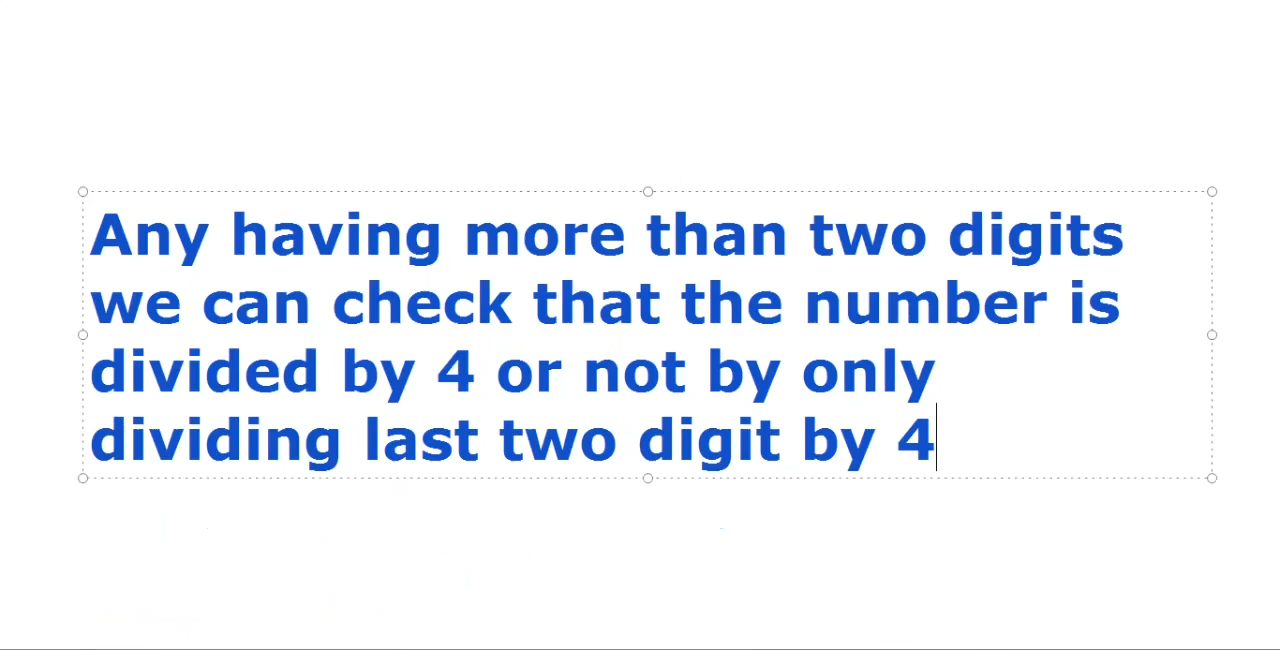 Any having more than two digits
we can check that the number is
divided by 4 or not by only
dividing last two digit by 4